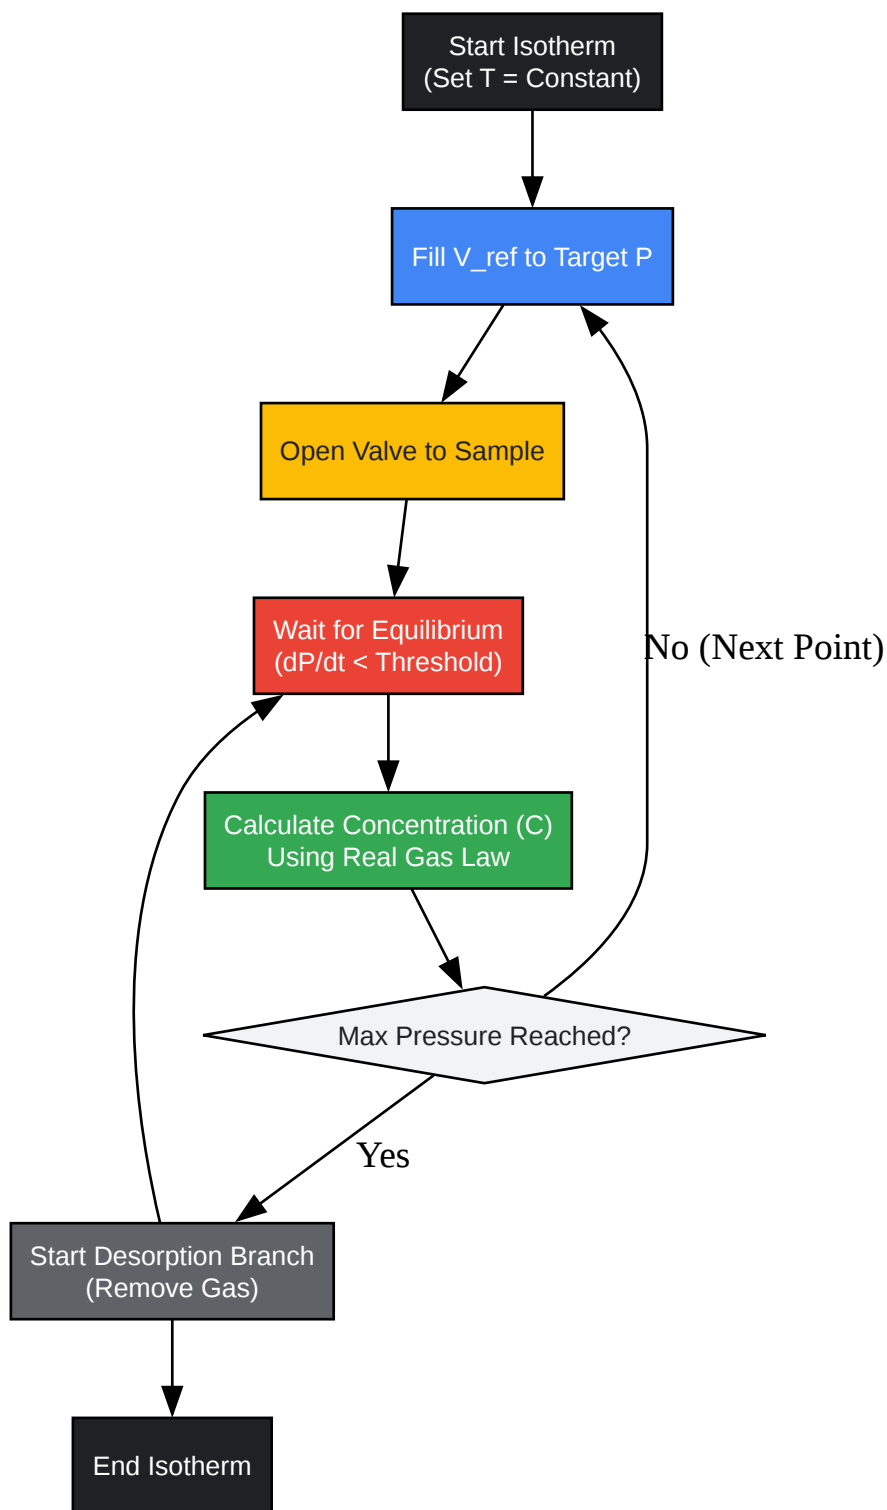 Start Isotherm
(Set T = Constant)
Fill V_ref to Target P
Open Valve to Sample
Wait for Equilibrium
(dP/dt < Threshold)
No (Next Point)
Calculate Concentration (C)
Using Real Gas Law
Max Pressure Reached?
Yes
Start Desorption Branch
(Remove Gas)
End Isotherm